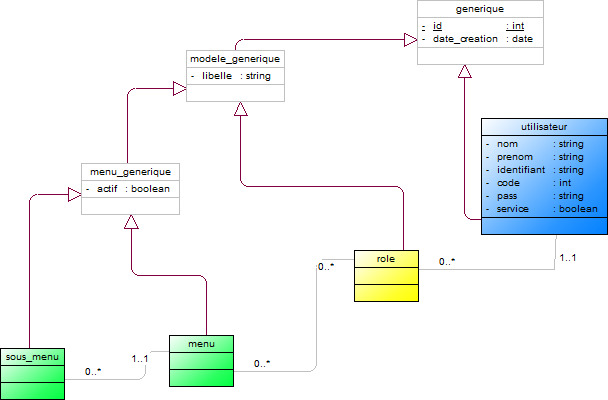 generique
- id : int
- date_creation : date
modele_generique
- libelle : string
utilisateur
- nom : string
- prenom : string
- identifiant : string
- code : int
- pass : string
- service : boolean
menu_generique
- actif : boolean
role
0..*
0..*
1..1
menu
sous_menu
1..1
0..*
0..*